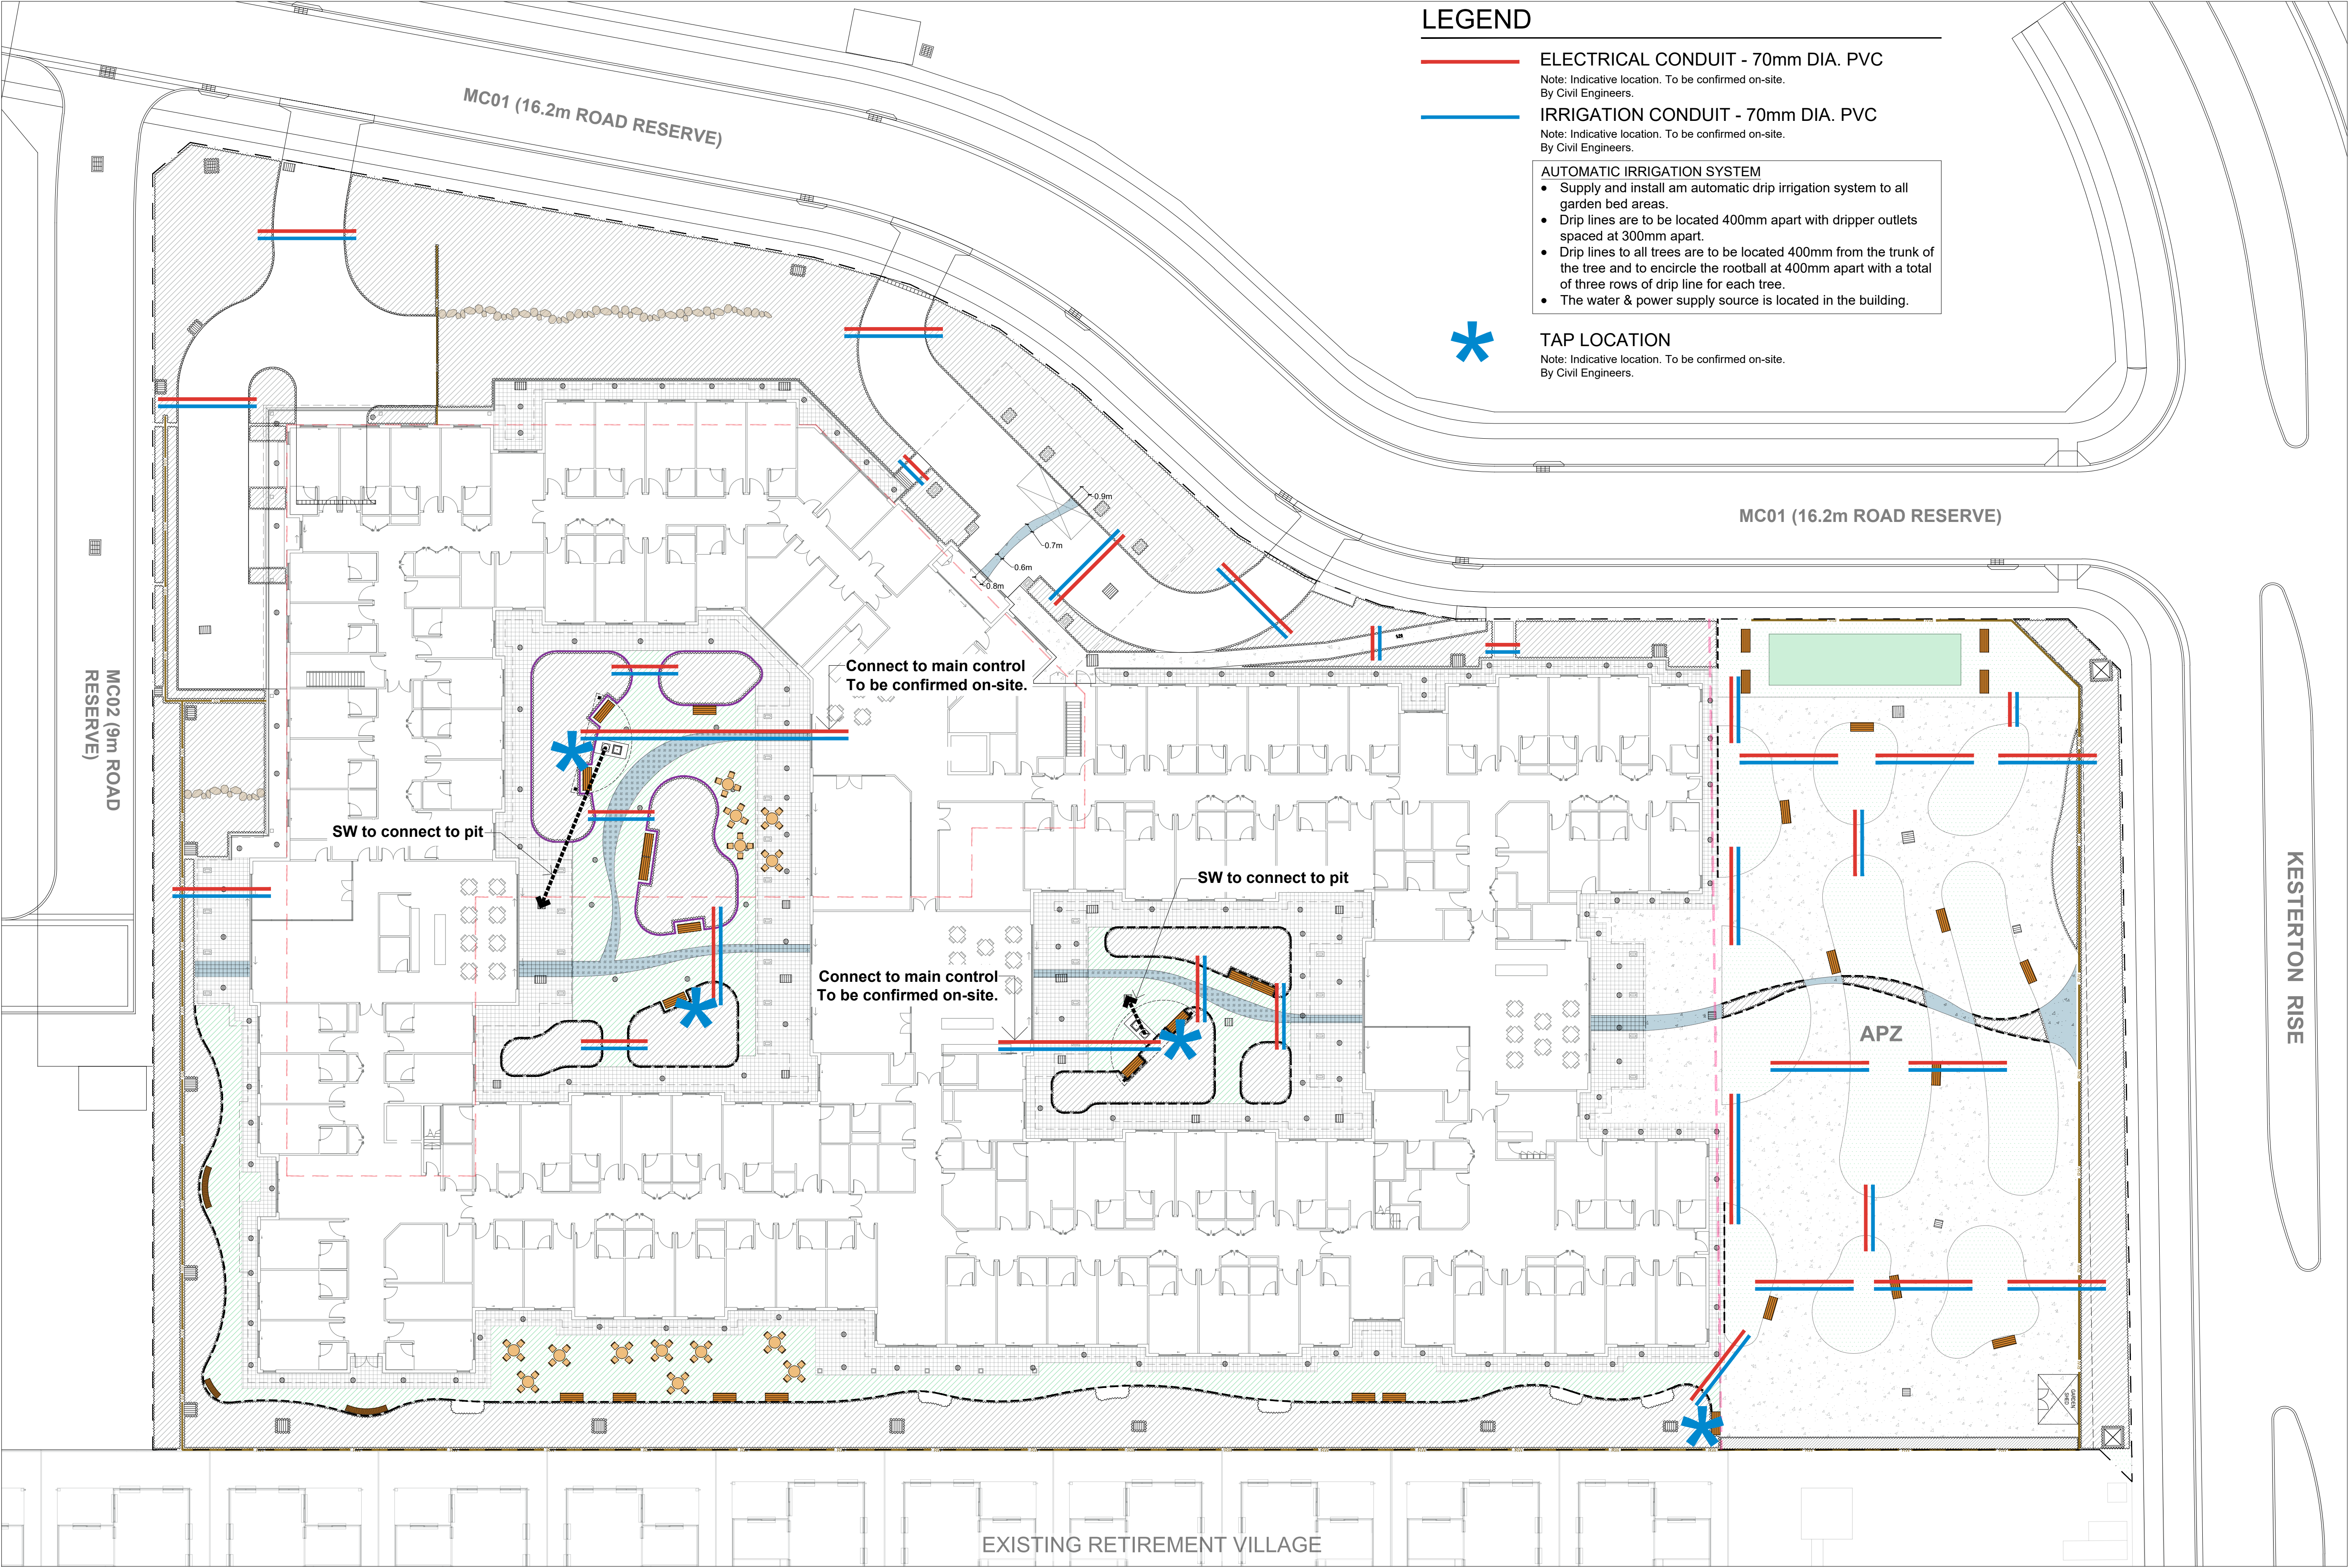 LEGEND
ELECTRICAL CONDUIT - 70mm DIA. PVC
Note: Indicative location. To be confirmed on-site.
By Civil Engineers.
IRRIGATION CONDUIT - 70mm DIA. PVC
Note: Indicative location. To be confirmed on-site.
By Civil Engineers.
AUTOMATIC IRRIGATION SYSTEM
• Supply and install am automatic drip irrigation system to all
garden bed areas.
• Drip lines are to be located 400mm apart with dripper outlets
spaced at 300mm apart.
• Drip lines to all trees are to be located 400mm from the trunk of
the tree and to encircle the rootball at 400mm apart with a total
of three rows of drip line for each tree.
• The water & power supply source is located in the building.
TAP LOCATION
Note: Indicative location. To be confirmed on-site.
By Civil Engineers.
MC01 (16.2m ROAD RESERVE)
MC01 (16.2m ROAD RESERVE)
0.9m
0.7m
0.6m
0.8m
MC02 (9m ROAD
RESERVE)
Connect to main control
To be confirmed on-site.
SW to connect to pit
SW to connect to pit
Connect to main control
To be confirmed on-site.
APZ
KESTERTON RISE
GARDEN
SHED
EXISTING RETIREMENT VILLAGE